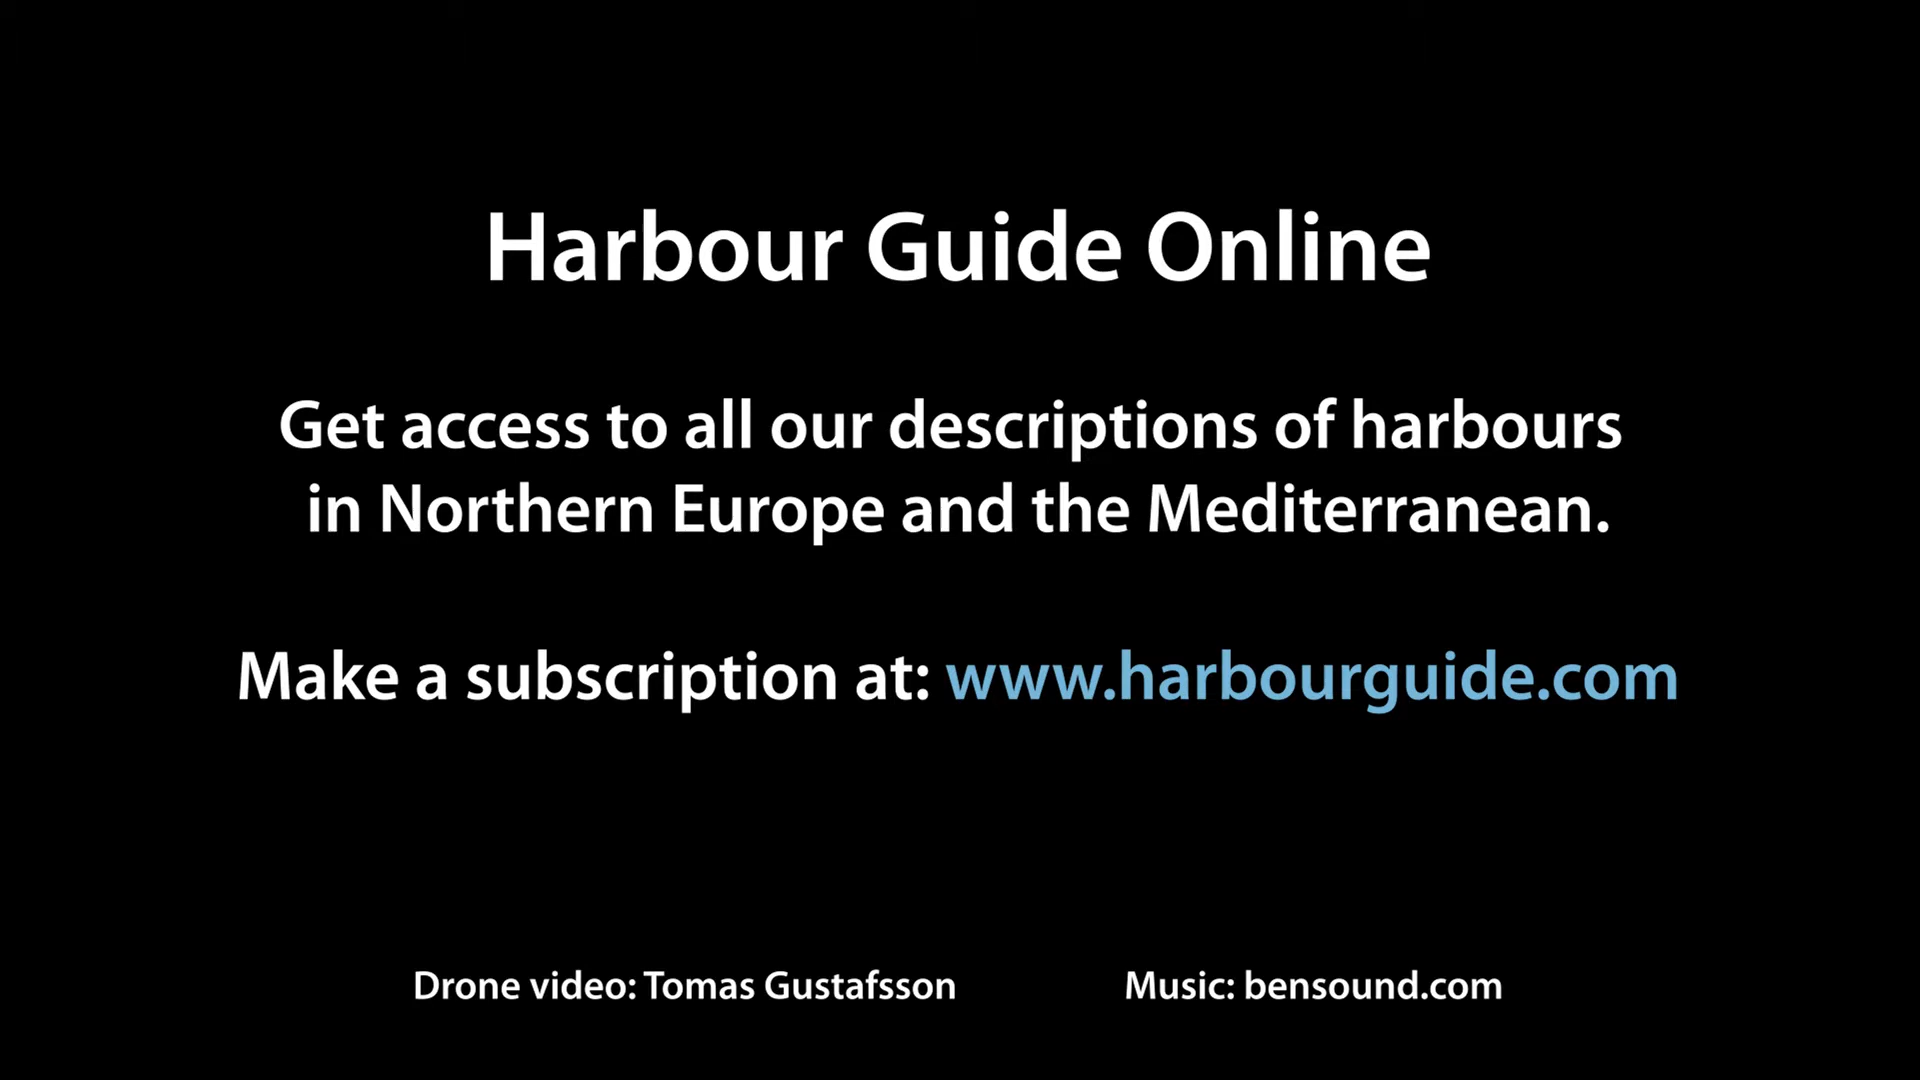 Harbour Guide Online
Get access to all our descriptions of harbours
in Northern Europe and the Mediterranean.
Make a subscription at: www.harbourguide.com
Drone video: Tomas Gustafsson
Music: bensound.com